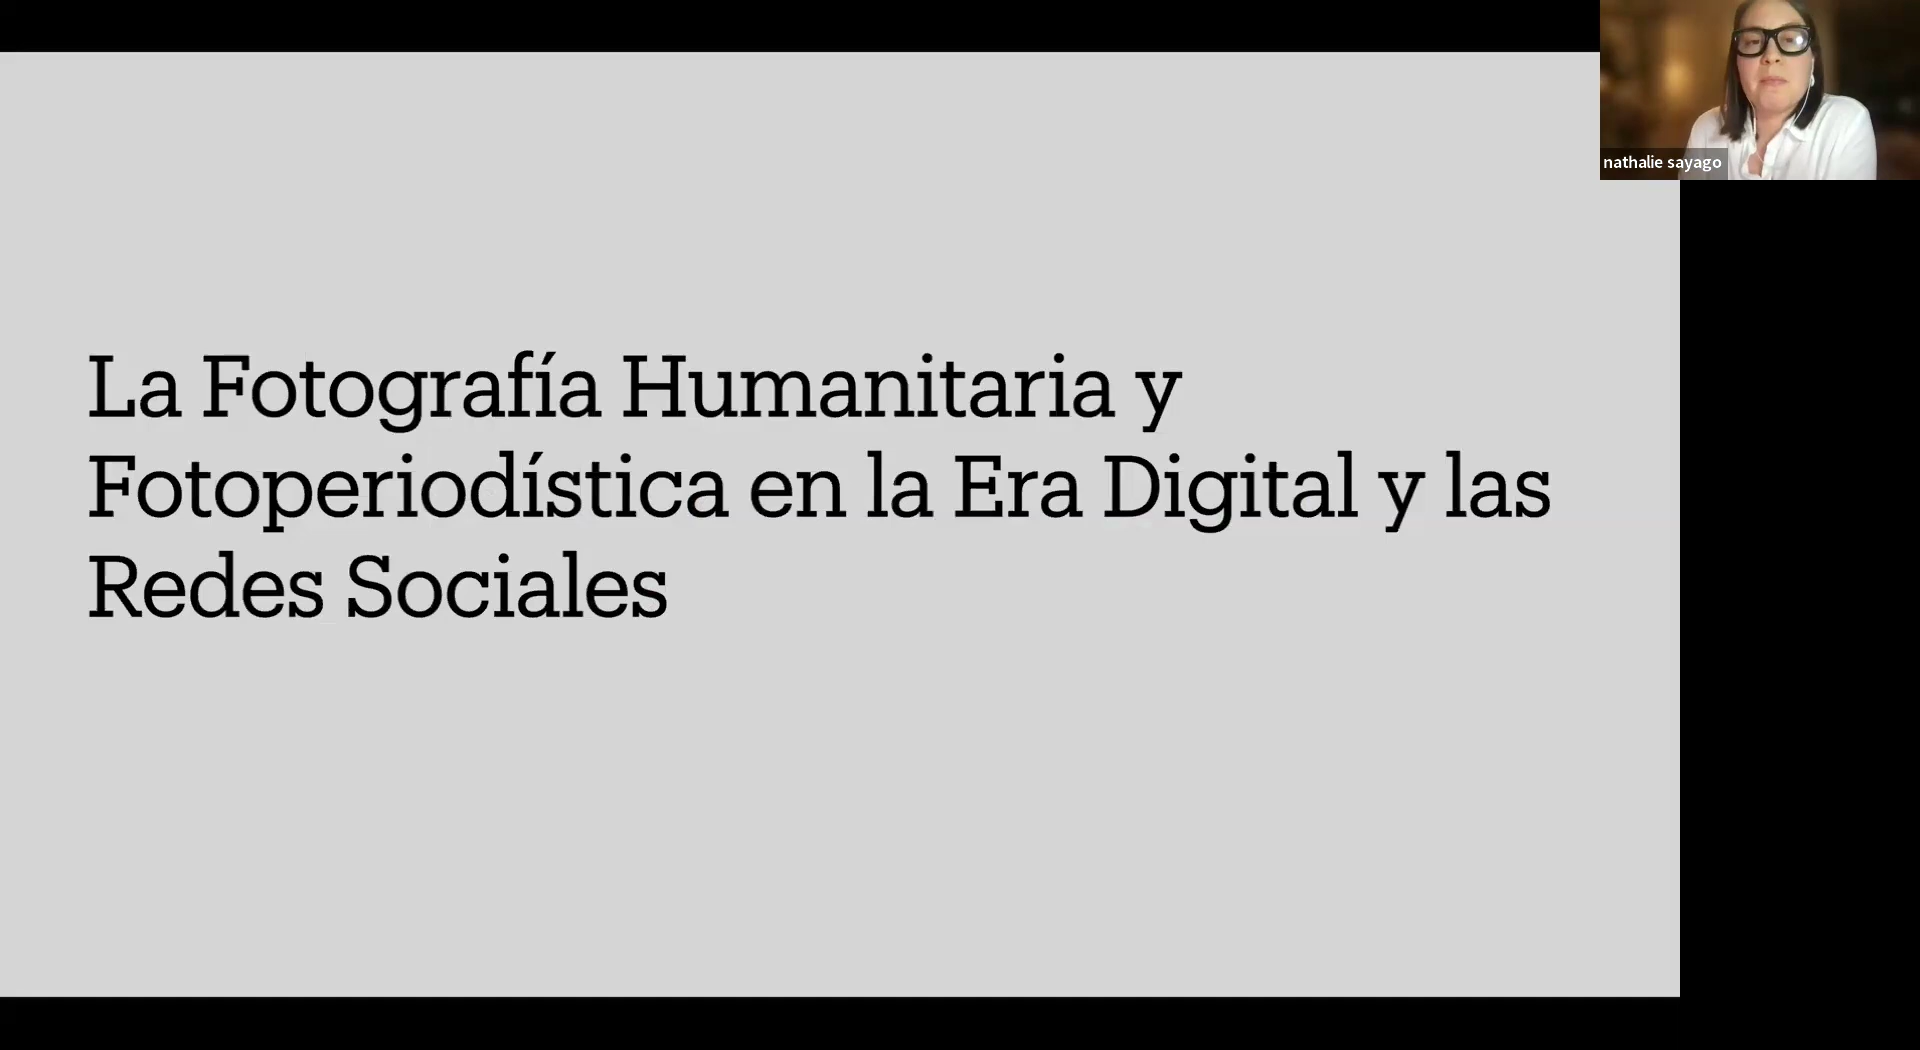 La Fotografía Humanitaria y
Fotoperiodística en la Era Digital y las
Redes Sociales
nathalie sayago